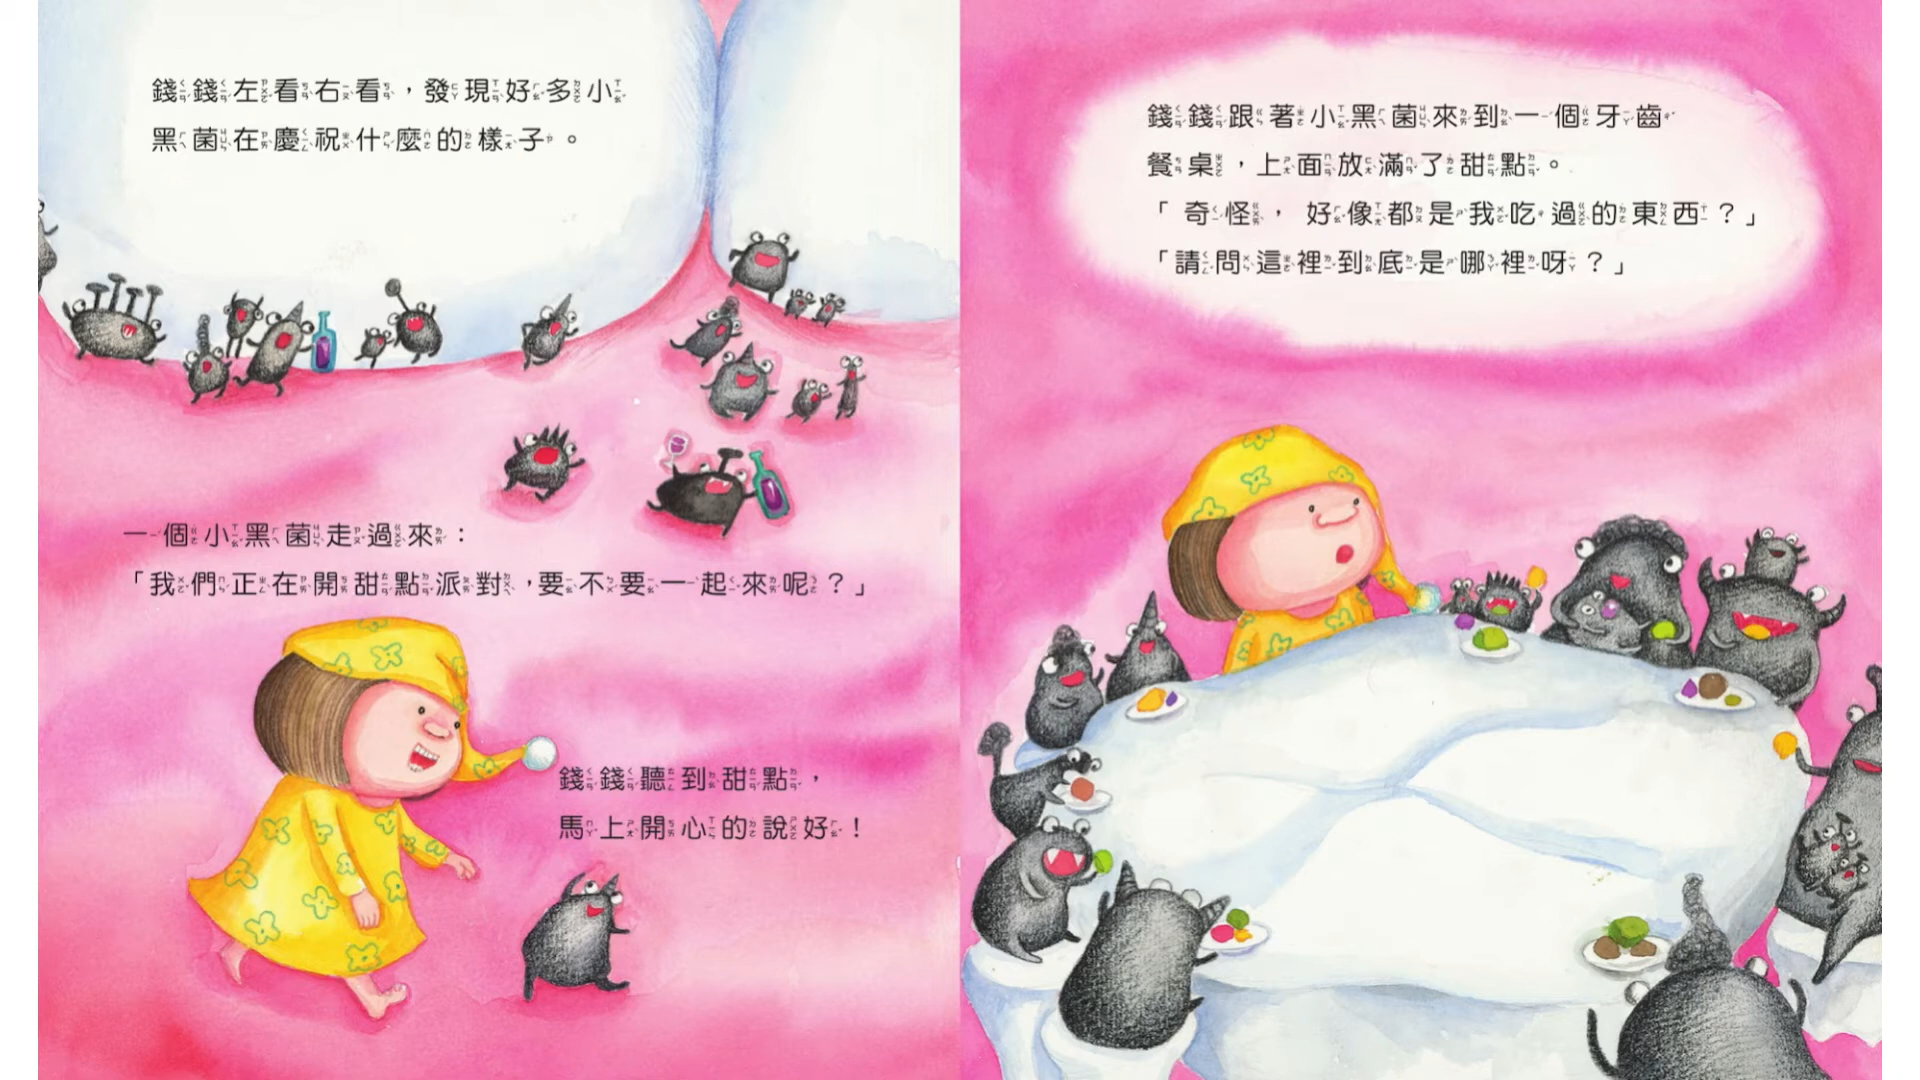 錢錢左看右看，發現好多小
黑菌在慶祝什麼的樣子。
一個小黑菌走過來：
「我們正在開甜點派對，要不要一起來呢？」
錢錢聽到甜點，
馬上開心的說好！
錢錢跟著小黑菌來到一個牙齒
餐桌，上面放滿了甜點。
「奇怪，好像都是我吃過的東西？」
「請問這裡到底是哪裡呀？」